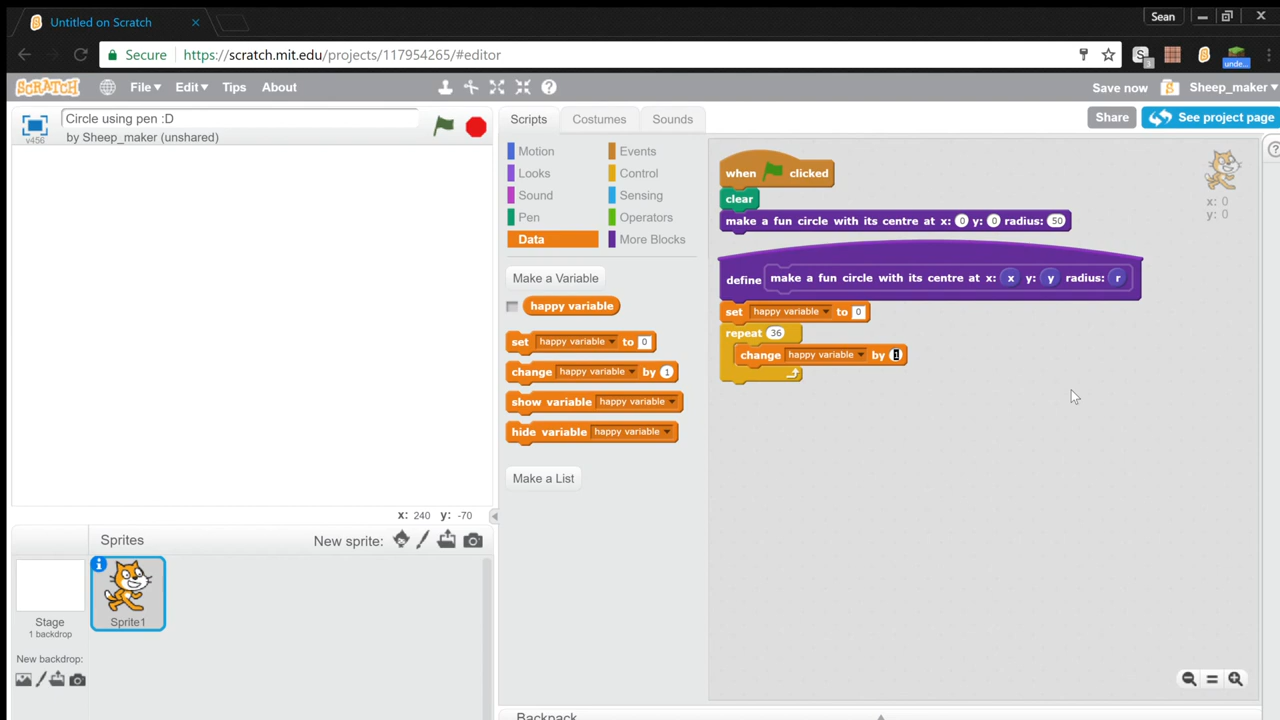 Untitled on Scratch
Sean
Secure
https://scratch.mit.edu/projects/117954265/#editor
S
3
unde...
SCRATCH
File
Edit
Tips
About
Save now
Sheep_maker
v456
Circle using pen :D
by Sheep_maker (unshared)
Scripts
Costumes
Sounds
Share
See project page
Motion
Looks
Sound
Pen
Data
Events
Control
Sensing
Operators
More Blocks
Make a Variable
happy variable
set happy variable to 0
change happy variable by 1
show variable happy variable
hide variable happy variable
Make a List
when clicked
clear
make a fun circle with its centre at x: 0 y: 0 radius: 50
define make a fun circle with its centre at x: x y: y radius: r
set happy variable to 0
repeat 36
change happy variable by 1
x: 0
y: 0
x: 240 y: -70
Sprites
New sprite:
Stage
1 backdrop
New backdrop:
Sprite1
Backpack